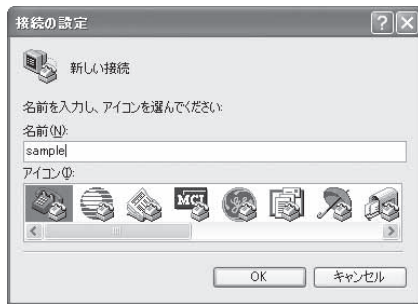 接続の設定
新しい接続
名前を入力し、アイコンを選んでください:
名前(N):
sample
アイコン(I):
MCI
OK
キャンセル